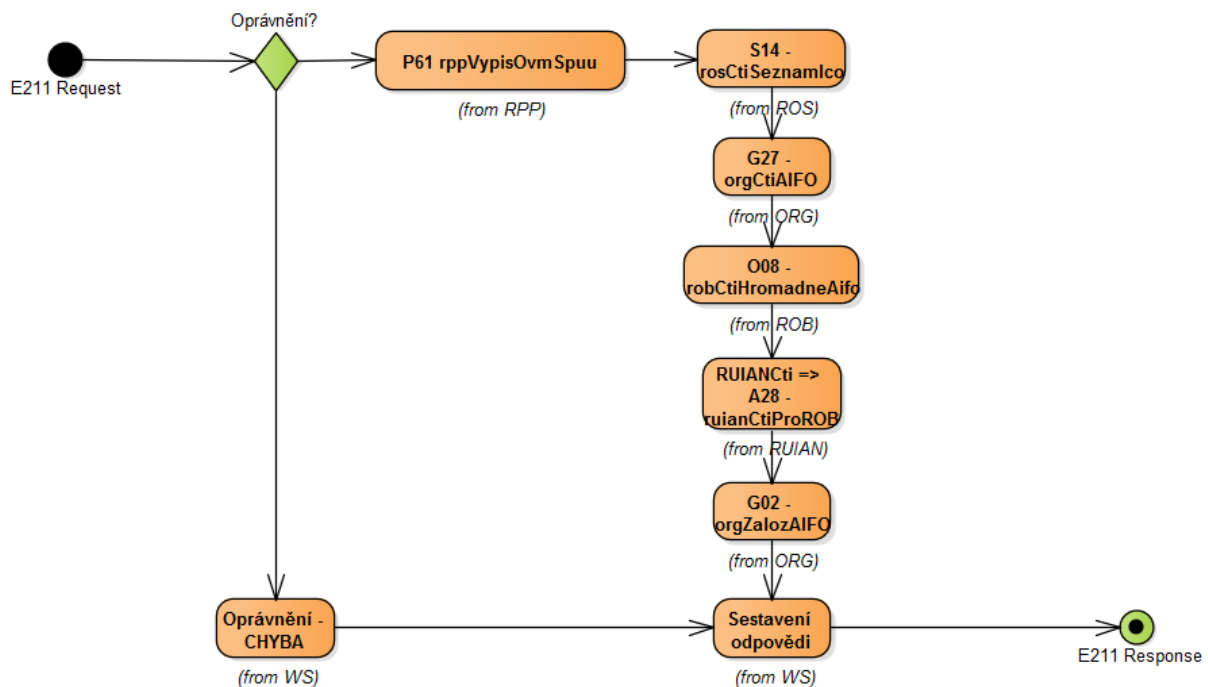 Oprávnění?
E211 Request
P61 rppVypisOvmSpuu
(from RPP)
S14 -
rosCtiSeznamIco
(from ROS)
G27 -
orgCtiAIFO
(from ORG)
O08 -
robCtiHromadneAifo
(from ROB)
RUIANCti =>
A28 -
ruianCtiProROB
(from RUIAN)
G02 -
orgZalozAIFO
(from ORG)
Oprávnění -
CHYBA
(from WS)
Sestavení
odpovědi
(from WS)
E211 Response